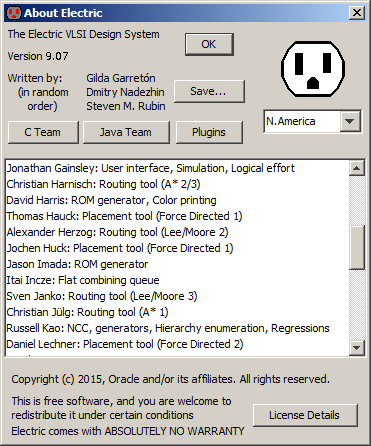 About Electric
The Electric VLSI Design System
OK
Version 9.07
Written by:
(in random
order)
Gilda Garretón
Dmitry Nadezhin
Steven M. Rubin
Save...
N.America
C Team
Java Team
Plugins
Jonathan Gainsley: User interface, Simulation, Logical effort
Christian Harnisch: Routing tool (A* 2/3)
David Harris: ROM generator, Color printing
Thomas Hauck: Placement tool (Force Directed 1)
Alexander Herzog: Routing tool (Lee/Moore 2)
Jochen Huck: Placement tool (Force Directed 1)
Jason Imada: ROM generator
Itai Incze: Flat combining queue
Sven Janko: Routing tool (Lee/Moore 3)
Christian Jülg: Routing tool (A* 1)
Russell Kao: NCC, generators, Hierarchy enumeration, Regressions
Daniel Lechner: Placement tool (Force Directed 2)
Copyright (c) 2015, Oracle and/or its affiliates. All rights reserved.
This is free software, and you are welcome to
redistribute it under certain conditions
Electric comes with ABSOLUTELY NO WARRANTY
License Details